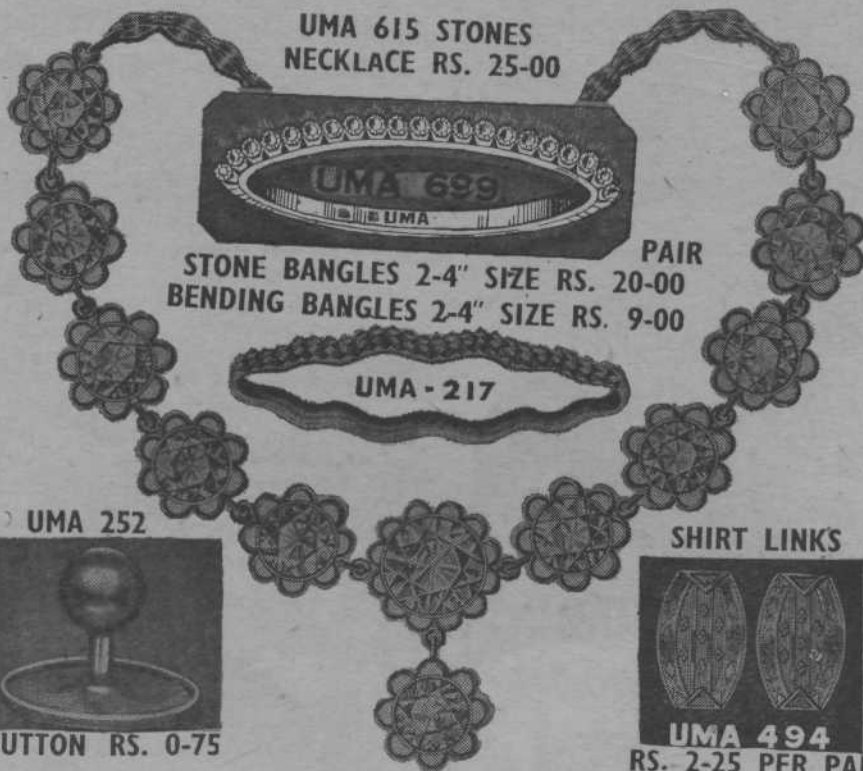 UMA 615 STONES
NECKLACE RS. 25-00
UMA 699
UMA
PAIR
STONE BANGLES 2-4" SIZE RS. 20-00
BENDING BANGLES 2-4" SIZE RS. 9-00
UMA-217
UMA 252
UTTON RS. 0-75
SHIRT LINKS
UMA 494
RS. 2-25 PER PA